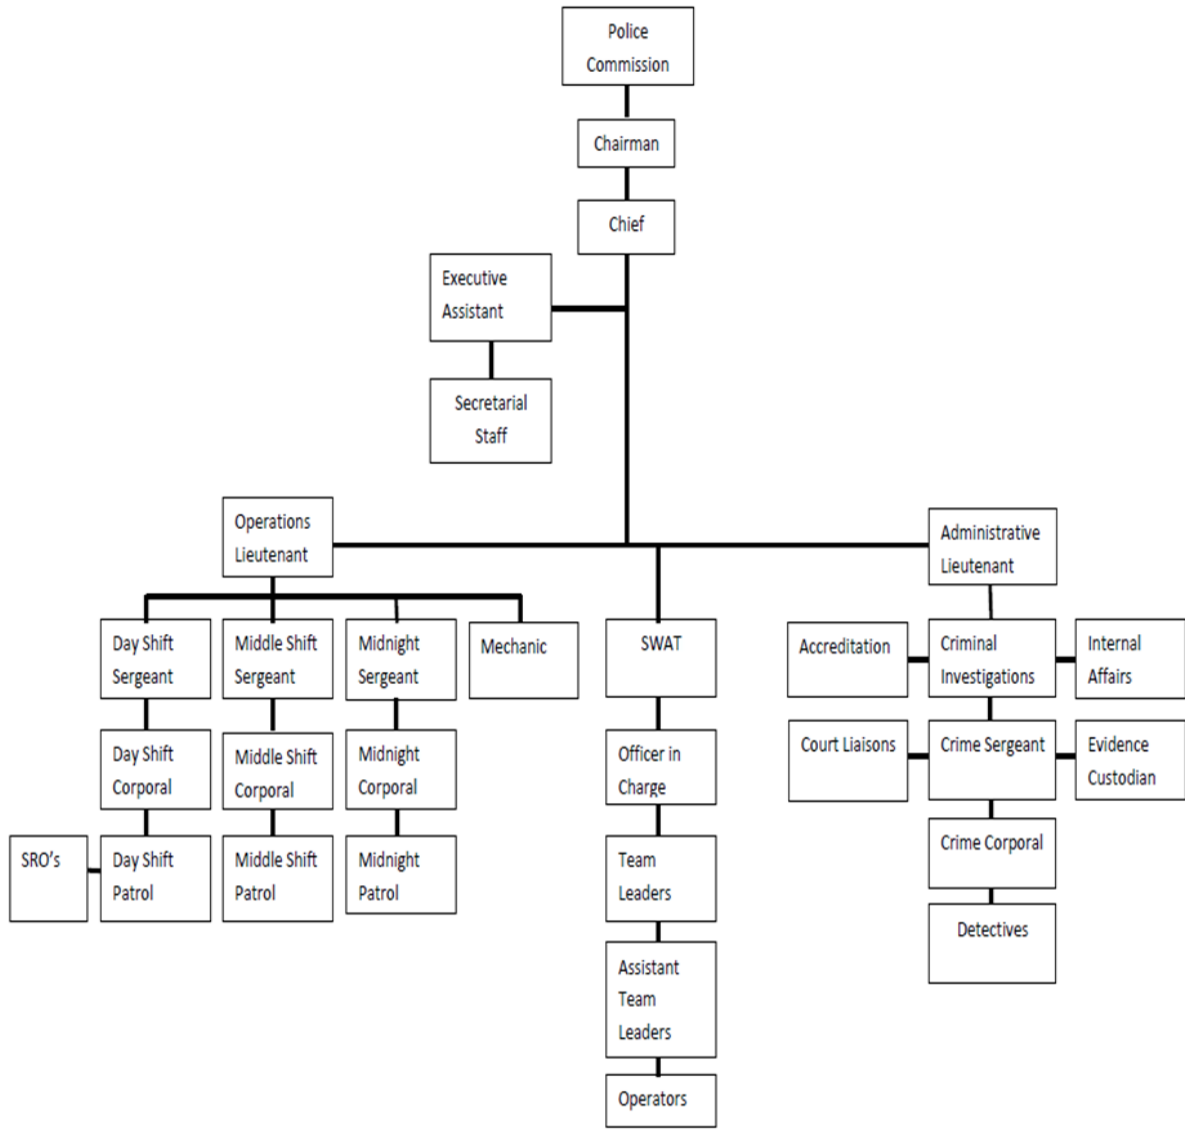 Police
Commission
Chairman
Chief
Executive
Assistant
Secretarial
Staff
Operations
Lieutenant
Administrative
Lieutenant
Day Shift
Sergeant
Middle Shift
Sergeant
Midnight
Sergeant
Mechanic
SWAT
Accreditation
Criminal
Investigations
Internal
Affairs
Day Shift
Corporal
Middle Shift
Corporal
Midnight
Corporal
Officer in
Charge
Court Liaisons
Crime Sergeant
Evidence
Custodian
SRO's
Day Shift
Patrol
Middle Shift
Patrol
Midnight
Patrol
Team
Leaders
Crime Corporal
Detectives
Assistant
Team
Leaders
Operators